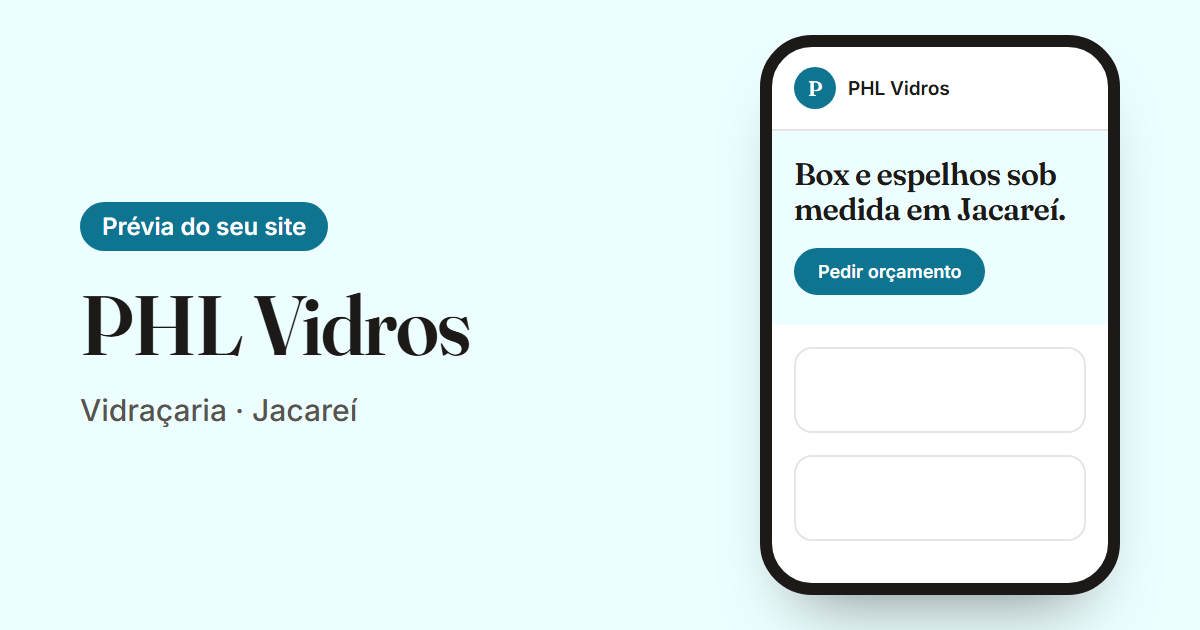 Prévia do seu site
PHL Vidros
Vidraçaria · Jacareí
P
PHL Vidros
Box e espelhos sob
medida em Jacareí.
Pedir orçamento